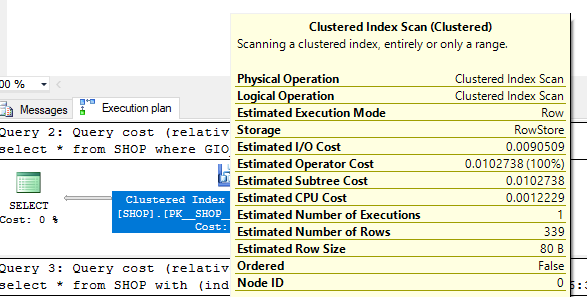 Clustered Index Scan (Clustered)
Scanning a clustered index, entirely or only a range.
Physical Operation Clustered Index Scan
Logical Operation Clustered Index Scan
Estimated Execution Mode Row
Storage RowStore
Estimated I/O Cost 0.0090509
Estimated Operator Cost 0.0102738 (100%)
Estimated Subtree Cost 0.0102738
Estimated CPU Cost 0.0012229
Estimated Number of Executions 1
Estimated Number of Rows 339
Estimated Row Size 80 B
Ordered False
Node ID 0
00 %
Messages Execution plan
Query 2: Query cost (relativ
select * from SHOP where GIO
SELECT
Cost: 0 %
Clustered Index
[SHOP].[PK__SHOP_
Cost:
Query 3: Query cost (relativ
select * from SHOP with (ind